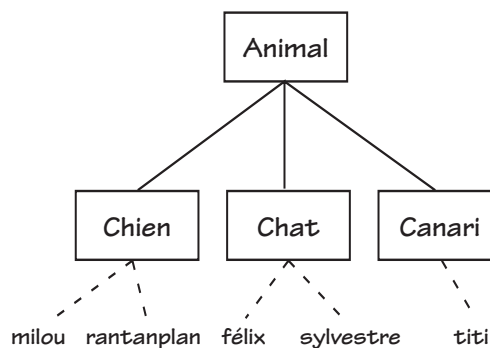 Animal
Chien Chat Canari
milou rantanplan félix sylvestre titi